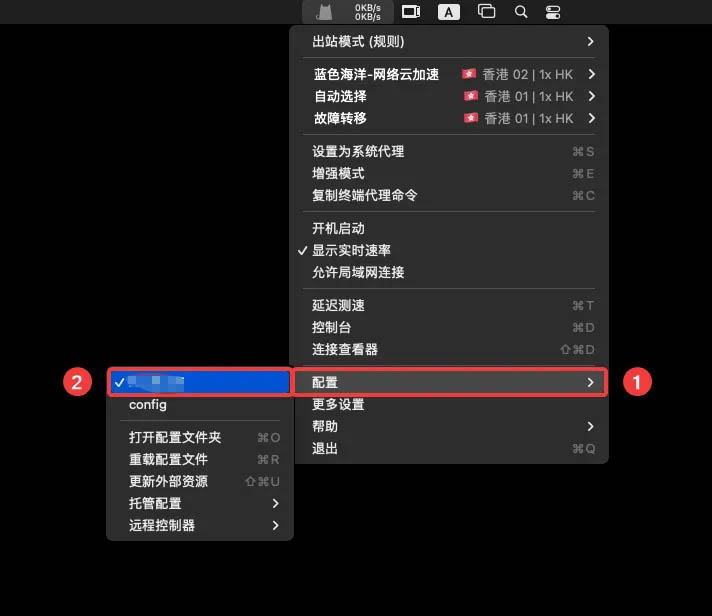 0KB/s
0KB/s
A
出站模式 (规则)
蓝色海洋-网络云加速 香港 02 | 1x HK
自动选择 香港 01 | 1x HK
故障转移 香港 01 | 1x HK
设置为系统代理 ⌘S
增强模式 ⌘E
复制终端代理命令 ⌘C
开机启动
✓ 显示实时速率
允许局域网连接
延迟测速 ⌘T
控制台 ⌘D
连接查看器 ⇧⌘D
配置 1
更多设置
帮助
退出 ⌘Q
2 ✓
config
打开配置文件夹 ⌘O
重载配置文件 ⌘R
更新外部资源 ⇧⌘U
托管配置
远程控制器